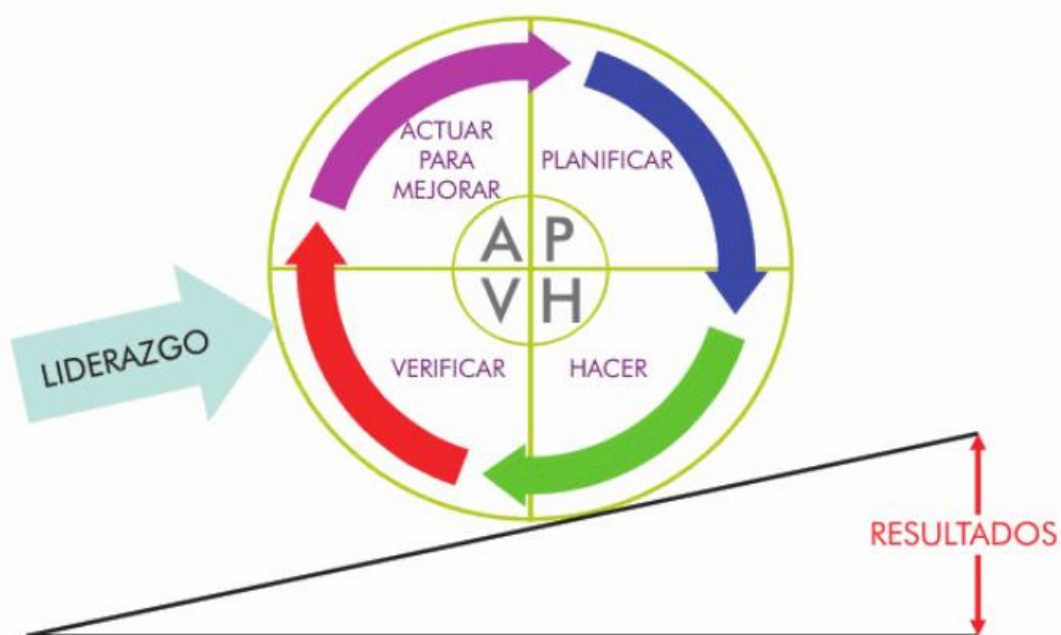 ACTUAR
PARA
MEJORAR
PLANIFICAR
A P
V H
VERIFICAR
HACER
LIDERAZGO
RESULTADOS